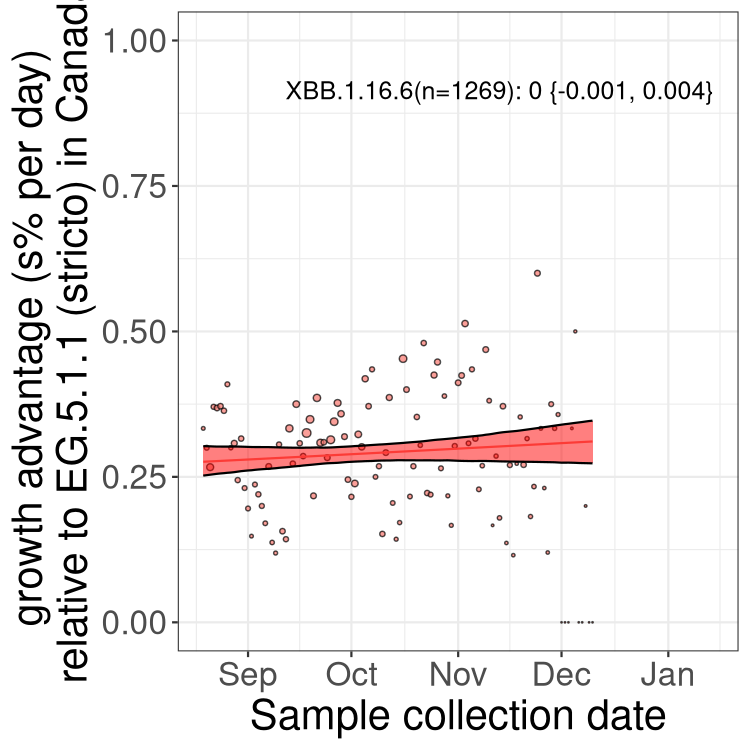 growth advantage (s% per day)
relative to EG.5.1.1 (stricto) in Canada
1.00
0.75
0.50
0.25
0.00
XBB.1.16.6(n=1269): 0 {-0.001, 0.004}
Sep Oct Nov Dec Jan
Sample collection date